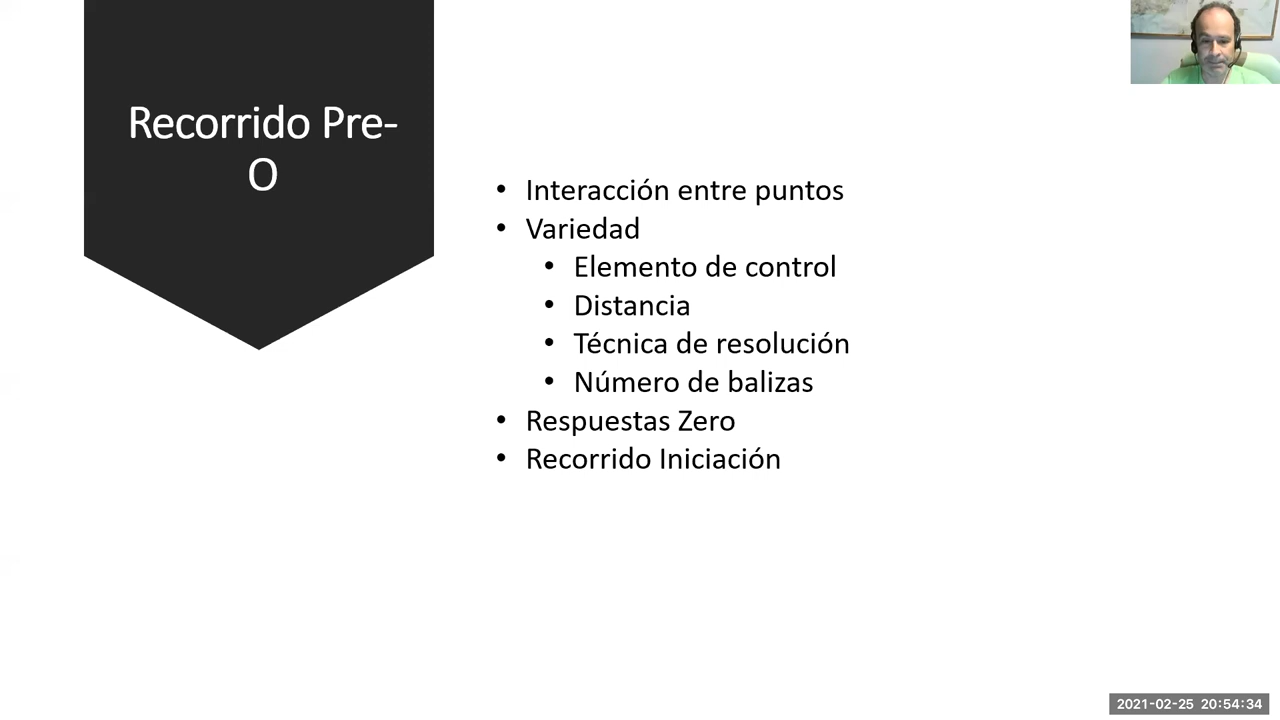 Recorrido Pre-
O
• Interacción entre puntos
• Variedad
• Elemento de control
• Distancia
• Técnica de resolución
• Número de balizas
• Respuestas Zero
• Recorrido Iniciación
2021-02-25 20:54:34